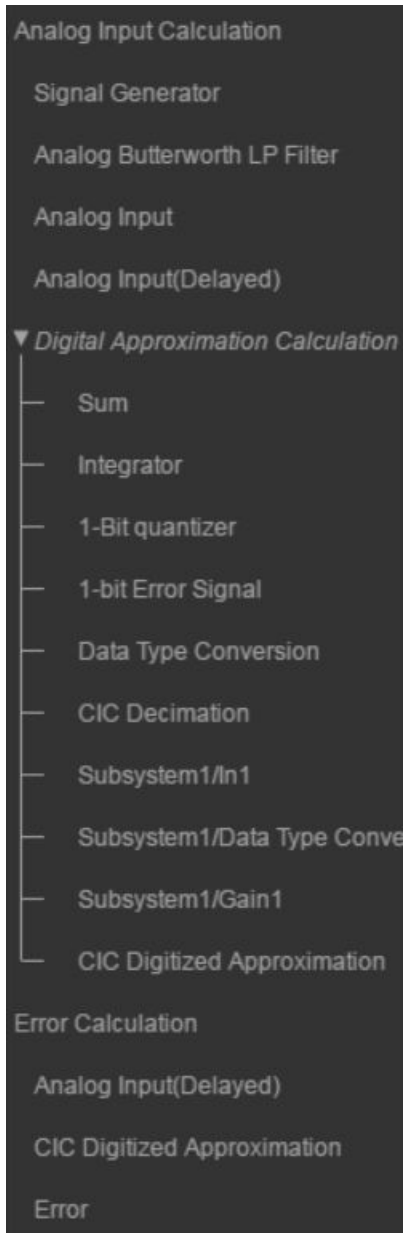 Analog Input Calculation
Signal Generator
Analog Butterworth LP Filter
Analog Input
Analog Input(Delayed)
Digital Approximation Calculation
Sum
Integrator
1-Bit quantizer
1-bit Error Signal
Data Type Conversion
CIC Decimation
Subsystem1/In1
Subsystem1/Data Type Conve
Subsystem1/Gain1
CIC Digitized Approximation
Error Calculation
Analog Input(Delayed)
CIC Digitized Approximation
Error